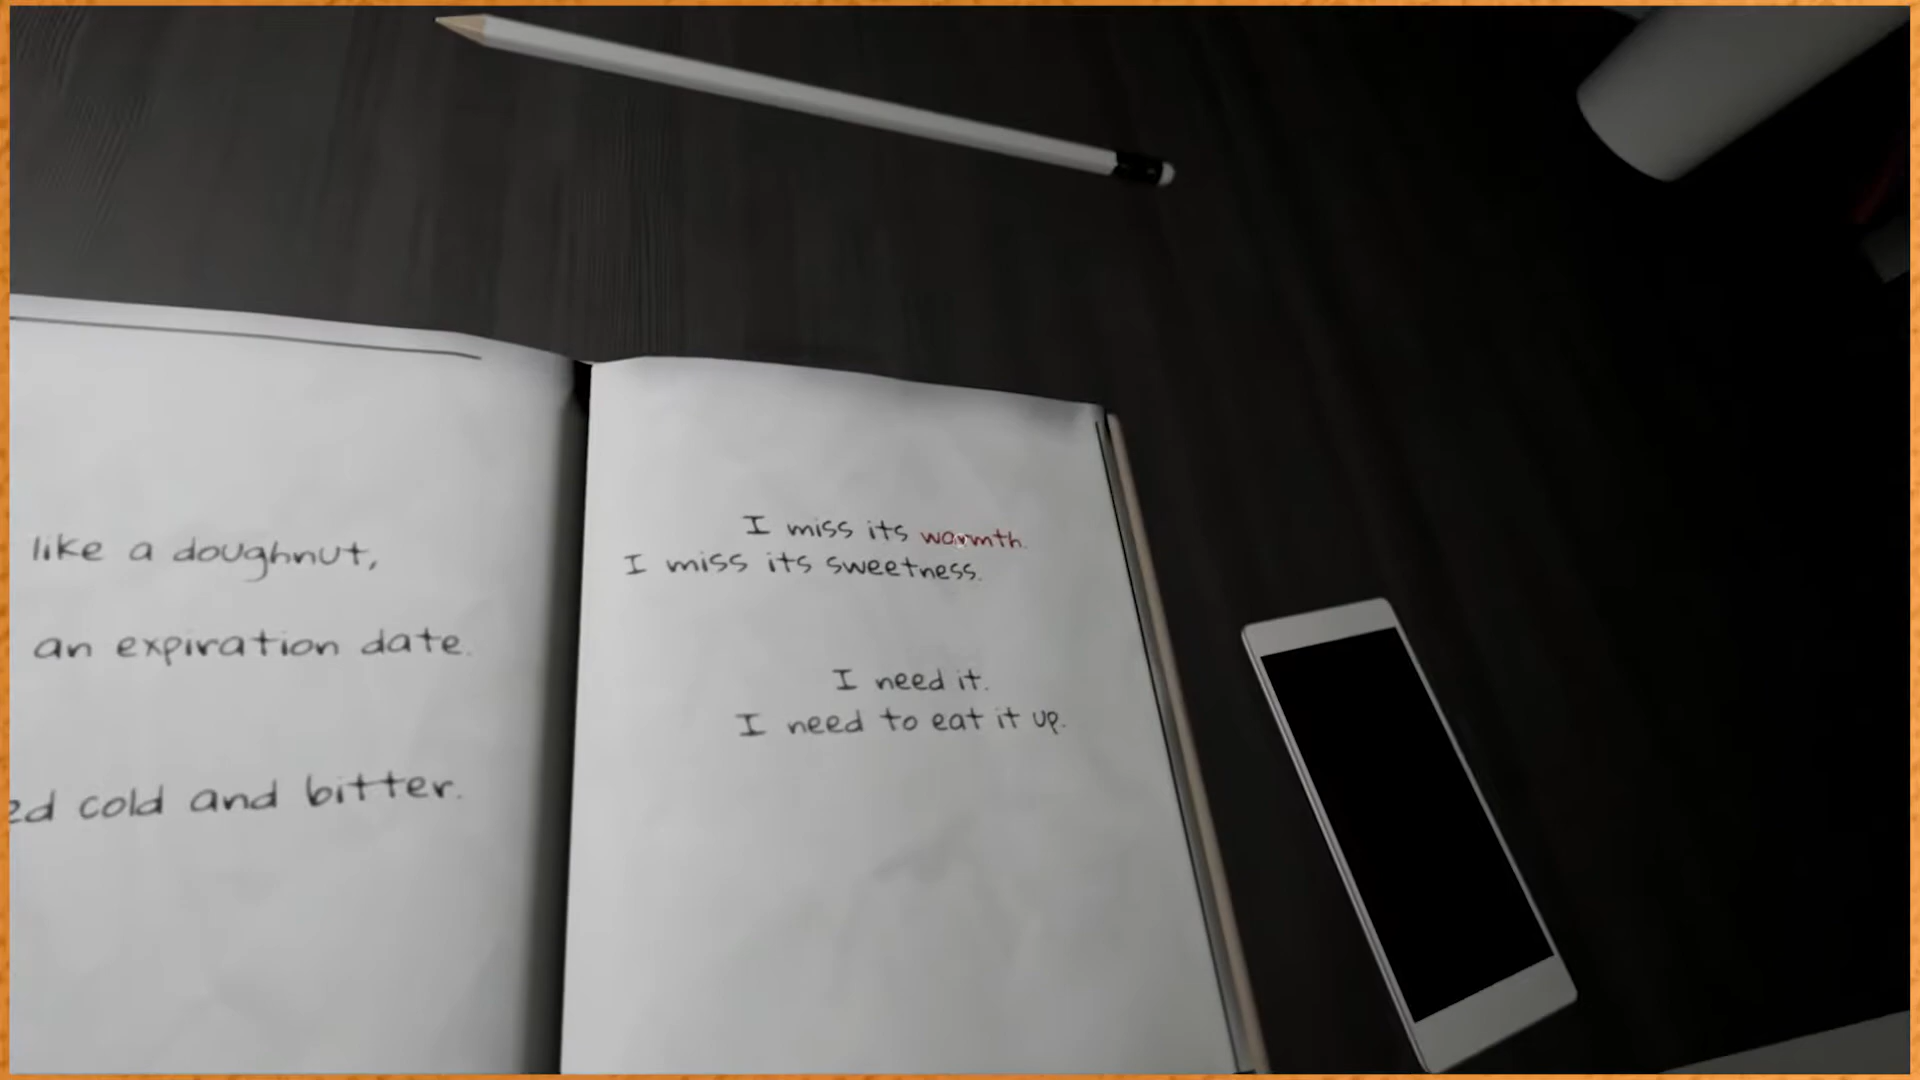 like a doughnut,
an expiration date.
cold and bitter.
I miss its warmth.
I miss its sweetness.
I need it.
I need to eat it up.